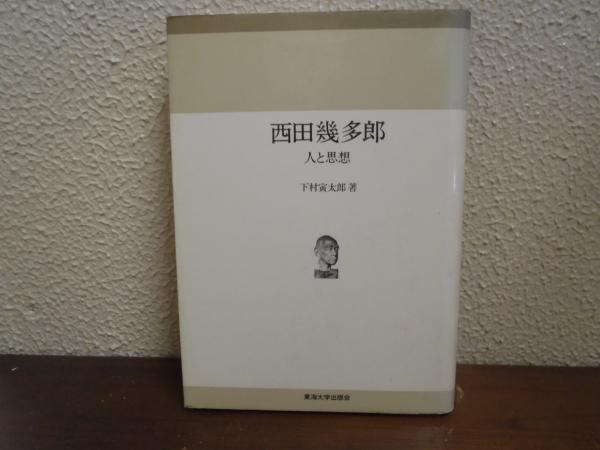 西田幾多郎
人と思想
下村寅太郎 著
東海大学出版会